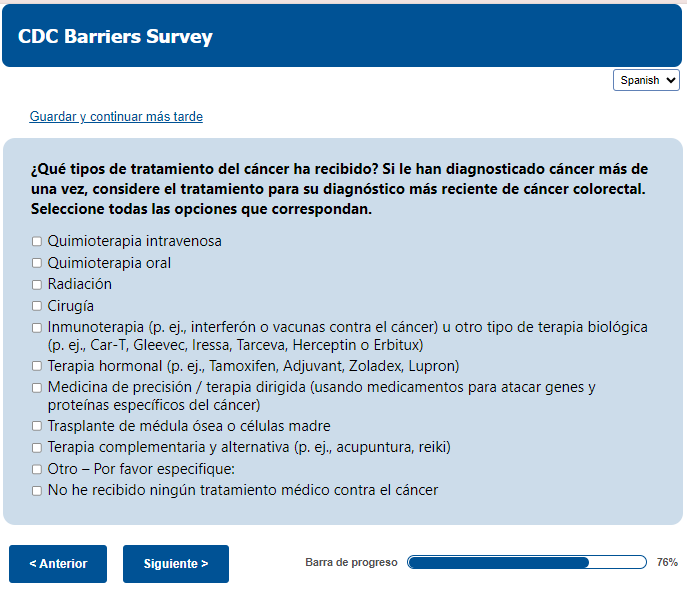 CDC Barriers Survey
Spanish
Guardar y continuar más tarde
¿Qué tipos de tratamiento del cáncer ha recibido? Si le han diagnosticado cáncer más de
una vez, considere el tratamiento para su diagnóstico más reciente de cáncer colorectal.
Seleccione todas las opciones que correspondan.
Quimioterapia intravenosa
Quimioterapia oral
Radiación
Cirugía
Inmunoterapia (p. ej., interferón o vacunas contra el cáncer) u otro tipo de terapia biológica
(p. ej., Car-T, Gleevec, Iressa, Tarceva, Herceptin o Erbitux)
Terapia hormonal (p. ej., Tamoxifen, Adjuvant, Zoladex, Lupron)
Medicina de precisión / terapia dirigida (usando medicamentos para atacar genes y
proteínas específicos del cáncer)
Trasplante de médula ósea o células madre
Terapia complementaria y alternativa (p. ej., acupuntura, reiki)
Otro – Por favor especifique:
No he recibido ningún tratamiento médico contra el cáncer
< Anterior
Siguiente >
Barra de progreso
76%